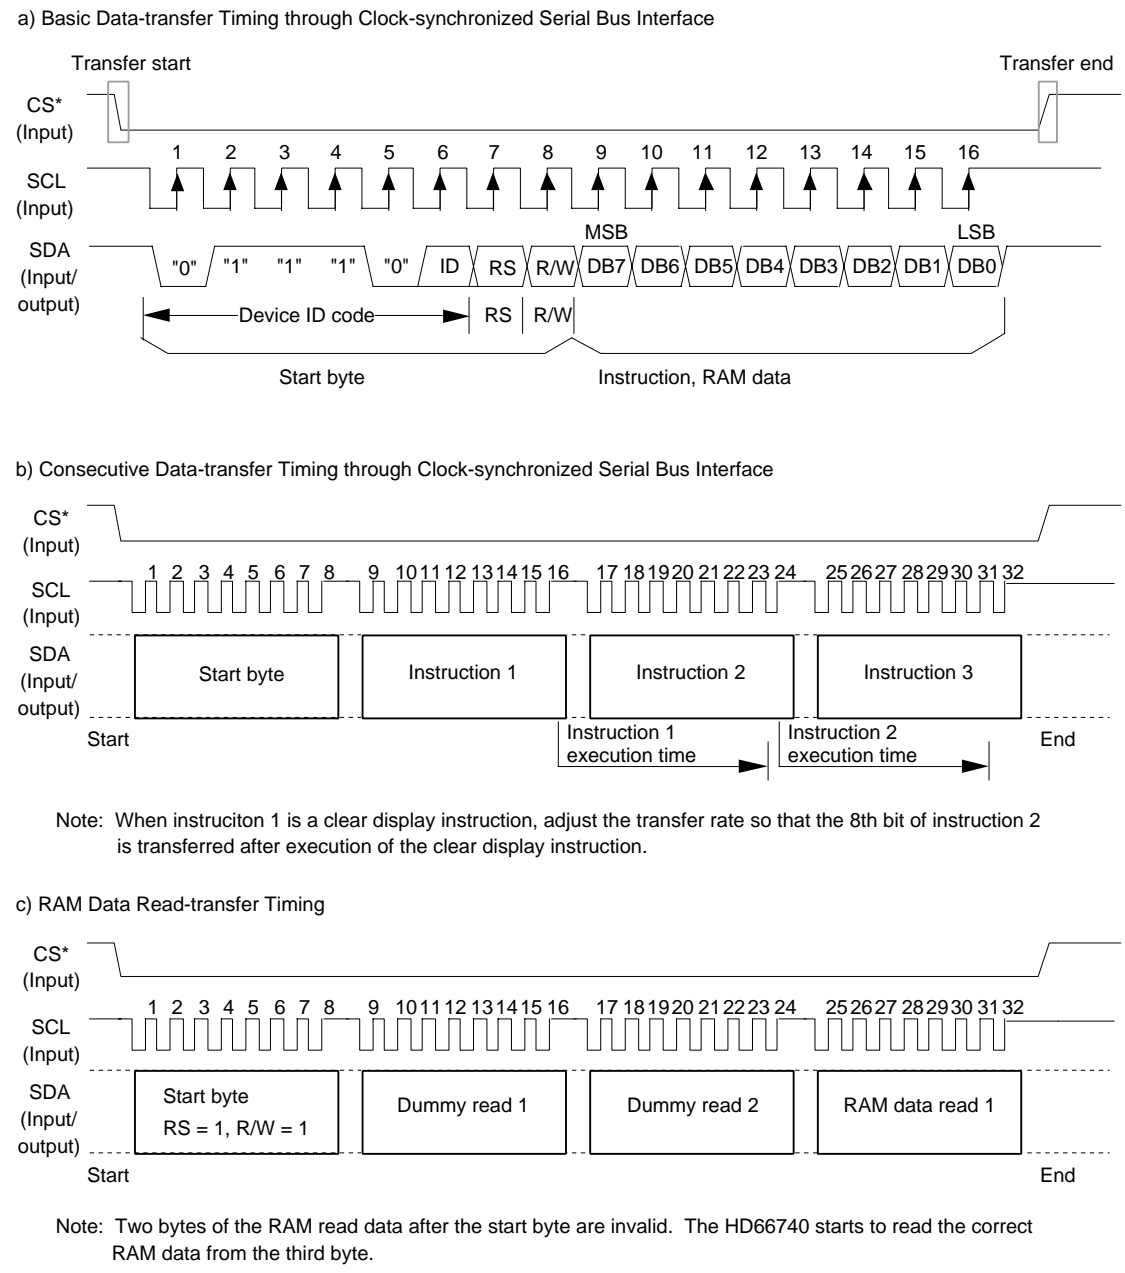 a) Basic Data-transfer Timing through Clock-synchronized Serial Bus Interface
Transfer start
Transfer end
CS*
(Input)
1 2 3 4 5 6 7 8 9 10 11 12 13 14 15 16
SCL
(Input)
MSB
LSB
SDA
(Input/
output)
"0" "1" "1" "1" "0" ID RS R/W DB7 DB6 DB5 DB4 DB3 DB2 DB1 DB0
Device ID code RS R/W
Start byte
Instruction, RAM data
b) Consecutive Data-transfer Timing through Clock-synchronized Serial Bus Interface
CS*
(Input)
1 2 3 4 5 6 7 8 9 10 11 12 13 14 15 16 17 18 19 20 21 22 23 24 25 26 27 28 29 30 31 32
SCL
(Input)
SDA
(Input/
output)
Start byte
Instruction 1
Instruction 2
Instruction 3
Start
Instruction 1
execution time
Instruction 2
execution time
End
Note: When instruciton 1 is a clear display instruction, adjust the transfer rate so that the 8th bit of instruction 2
is transferred after execution of the clear display instruction.
c) RAM Data Read-transfer Timing
CS*
(Input)
1 2 3 4 5 6 7 8 9 10 11 12 13 14 15 16 17 18 19 20 21 22 23 24 25 26 27 28 29 30 31 32
SCL
(Input)
SDA
(Input/
output)
Start byte
RS = 1, R/W = 1
Dummy read 1
Dummy read 2
RAM data read 1
Start
End
Note: Two bytes of the RAM read data after the start byte are invalid. The HD66740 starts to read the correct
RAM data from the third byte.